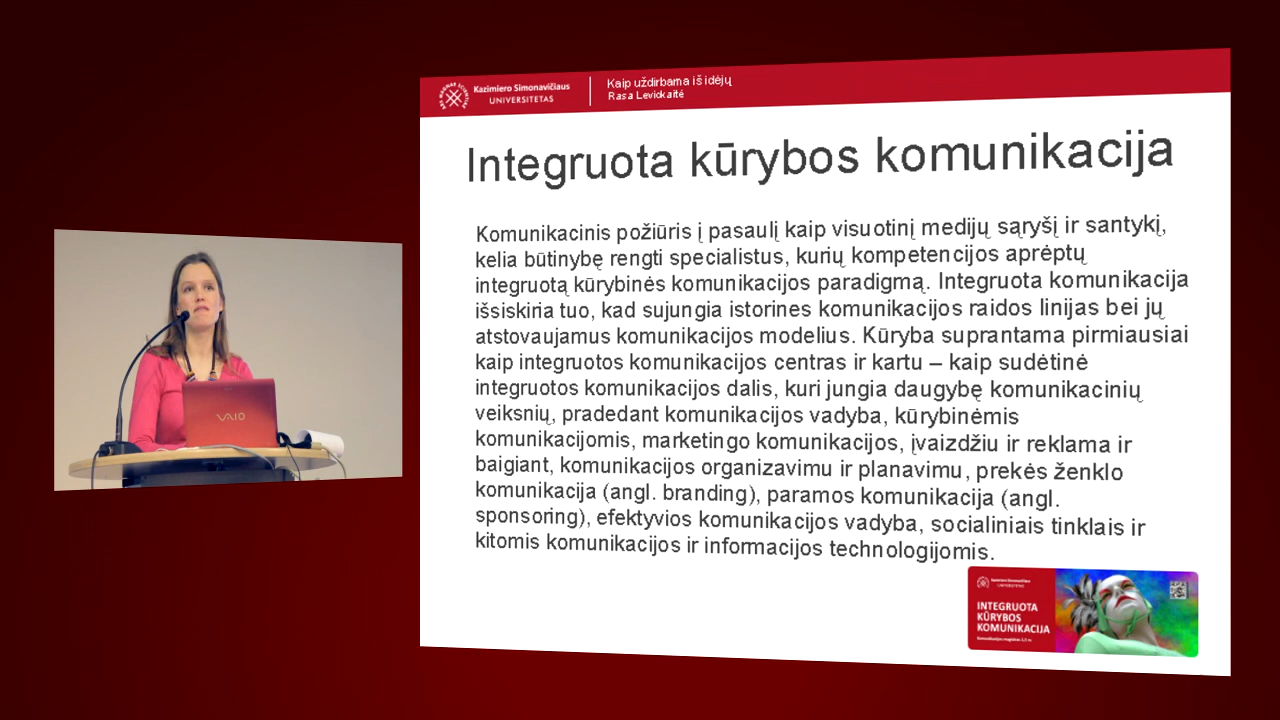 Kazimiero Simonavičiaus
UNIVERSITETAS
Kaip uždirbama iš idėjų
Rasa Levickaitė
Integruota kūrybos komunikacija
Komunikacinis požiūris į pasaulį kaip visuotinį medijų sąryšį ir santykį,
kelia būtinybę rengti specialistus, kurių kompetencijos aprėptų
integruotą kūrybinės komunikacijos paradigmą. Integruota komunikacija
išsiskiria tuo, kad sujungia istorines komunikacijos raidos linijas bei jų
atstovaujamus komunikacijos modelius. Kūryba suprantama pirmiausiai
kaip integruotos komunikacijos centras ir kartu – kaip sudėtinė
integruotos komunikacijos dalis, kuri jungia daugybę komunikacinių
veiksnių, pradedant komunikacijos vadyba, kūrybinėmis
komunikacijomis, marketingo komunikacijos, įvaizdžiu ir reklama ir
baigiant, komunikacijos organizavimu ir planavimu, prekės ženklo
komunikacija (angl. branding), paramos komunikacija (angl.
sponsoring), efektyvios komunikacijos vadyba, socialiniais tinklais ir
kitomis komunikacijos ir informacijos technologijomis.
VAIO
Kazimiero Simonavičiaus
UNIVERSITETAS
INTEGRUOTA
KŪRYBOS
KOMUNIKACIJA